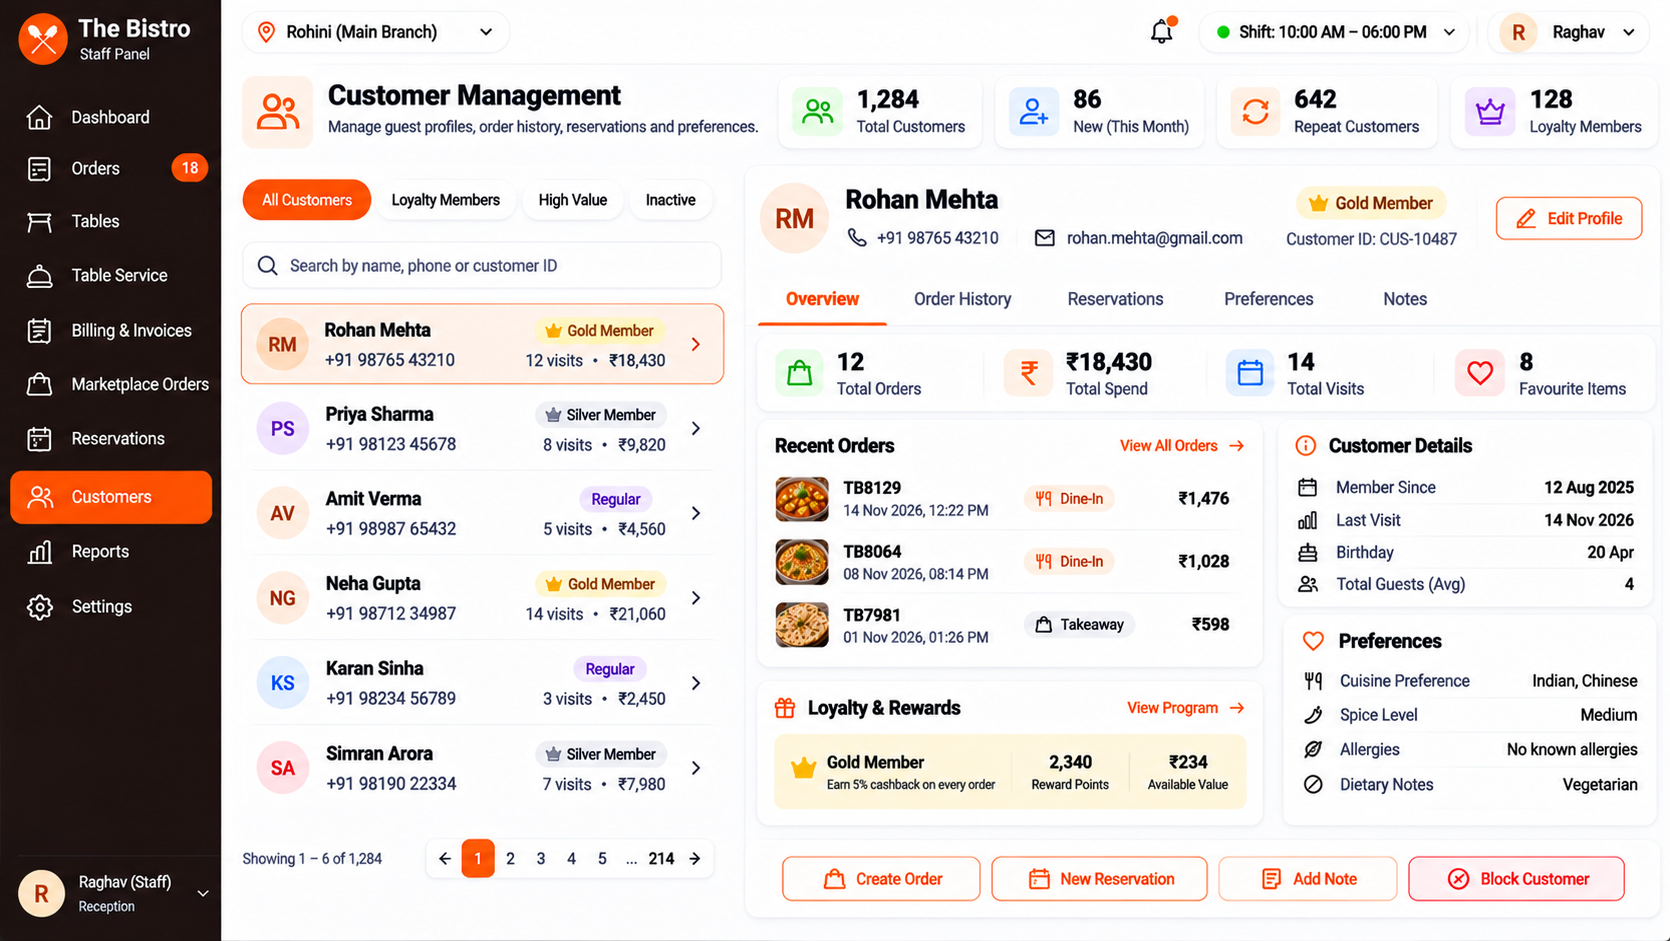 The Bistro
Staff Panel
Dashboard
Orders 18
Tables
Table Service
Billing & Invoices
Marketplace Orders
Reservations
Customers
Reports
Settings
R Raghav (Staff)
Reception
Rohini (Main Branch)
Shift: 10:00 AM – 06:00 PM
R Raghav
Customer Management
Manage guest profiles, order history, reservations and preferences.
1,284
Total Customers
86
New (This Month)
642
Repeat Customers
128
Loyalty Members
All Customers Loyalty Members High Value Inactive
Search by name, phone or customer ID
RM Rohan Mehta Gold Member
+91 98765 43210 12 visits • ₹18,430
PS Priya Sharma Silver Member
+91 98123 45678 8 visits • ₹9,820
AV Amit Verma Regular
+91 98987 65432 5 visits • ₹4,560
NG Neha Gupta Gold Member
+91 98712 34987 14 visits • ₹21,060
KS Karan Sinha Regular
+91 98234 56789 3 visits • ₹2,450
SA Simran Arora Silver Member
+91 98190 22334 7 visits • ₹7,980
Showing 1 – 6 of 1,284
1 2 3 4 5 ... 214
RM Rohan Mehta
+91 98765 43210 rohan.mehta@gmail.com
Gold Member
Customer ID: CUS-10487
Edit Profile
Overview Order History Reservations Preferences Notes
12
Total Orders
₹18,430
Total Spend
14
Total Visits
8
Favourite Items
Recent Orders View All Orders
TB8129
14 Nov 2026, 12:22 PM Dine-In ₹1,476
TB8064
08 Nov 2026, 08:14 PM Dine-In ₹1,028
TB7981
01 Nov 2026, 01:26 PM Takeaway ₹598
Loyalty & Rewards View Program
Gold Member
Earn 5% cashback on every order
2,340
Reward Points
₹234
Available Value
Customer Details
Member Since 12 Aug 2025
Last Visit 14 Nov 2026
Birthday 20 Apr
Total Guests (Avg) 4
Preferences
Cuisine Preference Indian, Chinese
Spice Level Medium
Allergies No known allergies
Dietary Notes Vegetarian
Create Order New Reservation Add Note Block Customer